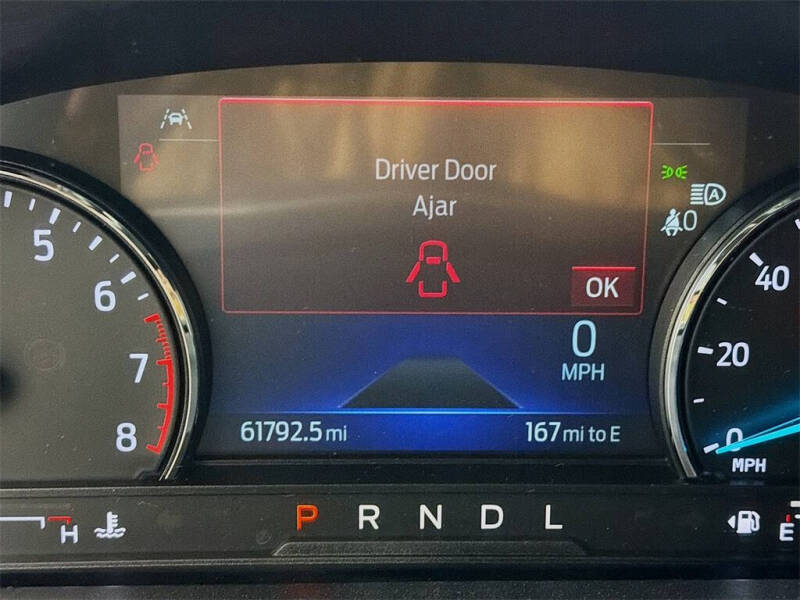 Driver Door
Ajar
OK
A
0
5
6
7
8
0
MPH
40
20
0
MPH
61792.5 mi
167 mi to E
H
P R N D L
E